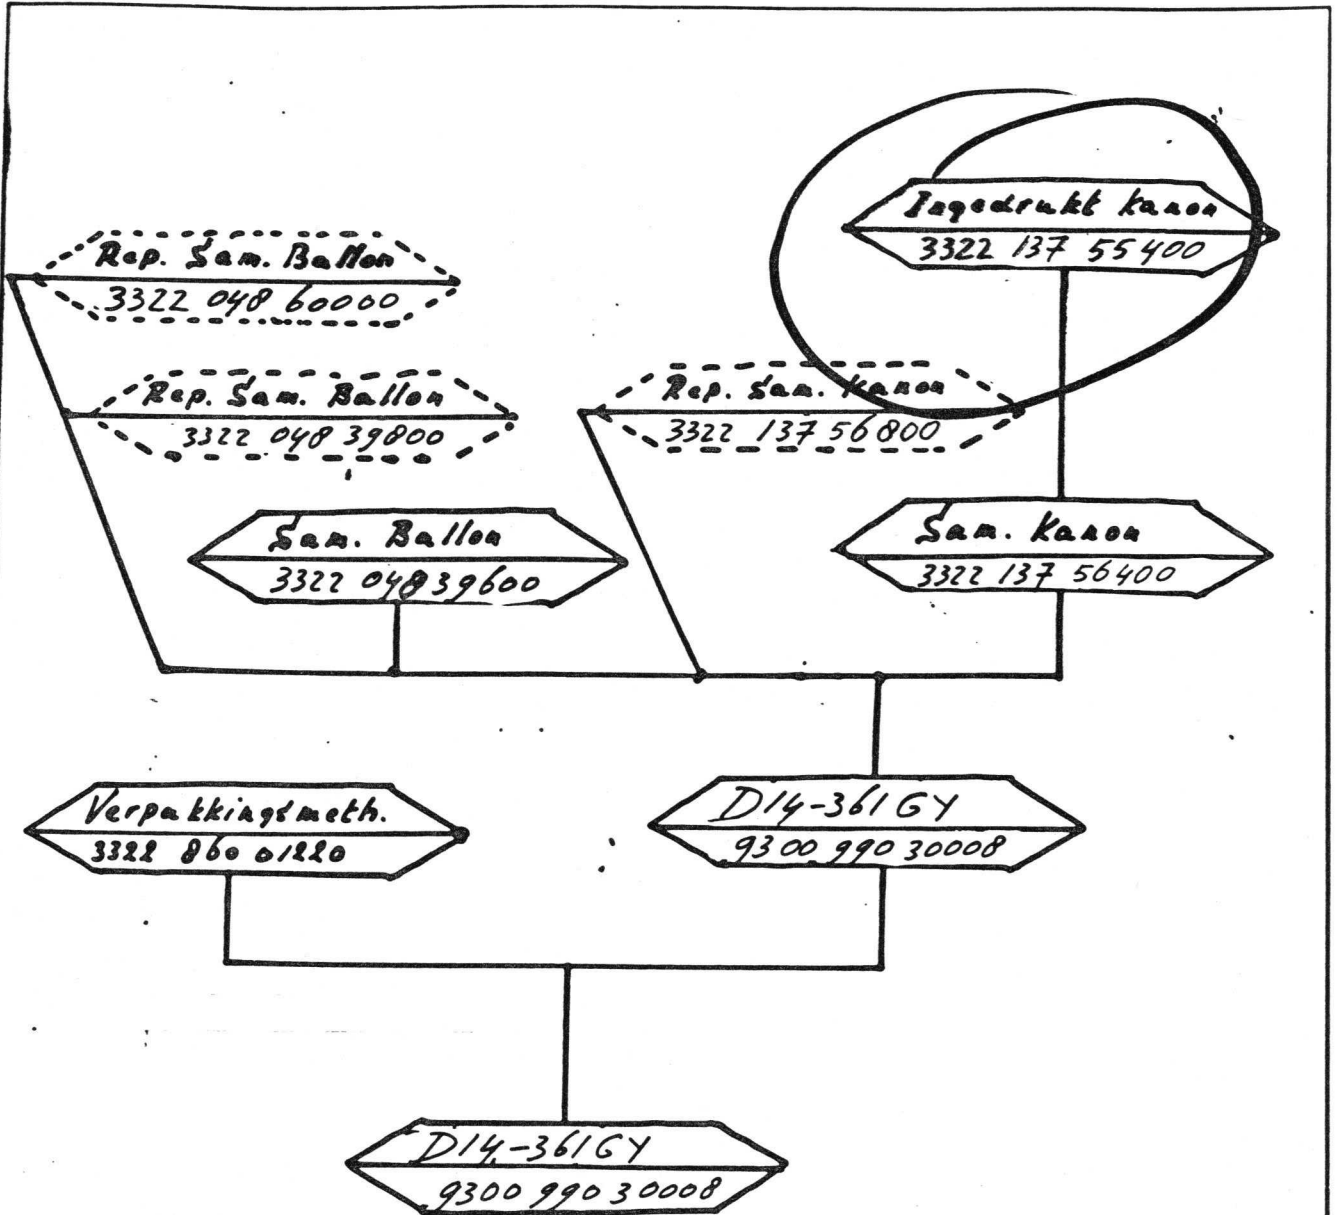 Ingedrukt kanon
3322 137 55400
Rep. Sam. Ballon
3322 048 60000
Rep. Sam. Ballon
3322 048 39800
Rep. Sam. Kanon
3322 137 56800
Sam. Ballon
3322 048 39600
Sam. Kanon
3322 137 56400
Verpakkingsmeth.
3322 860 01220
D14-361GY
9300 990 30008
D14-361GY
9300 990 30008